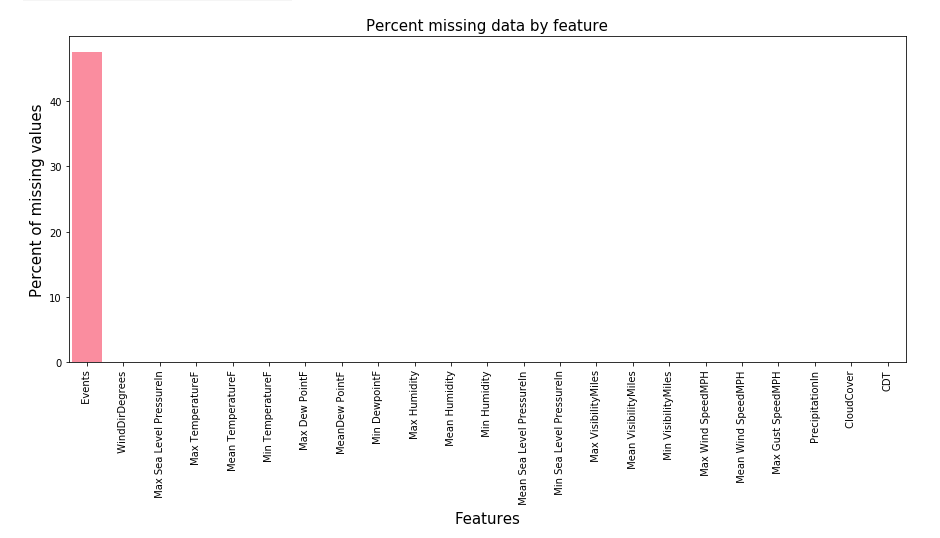 Percent missing data by feature
Percent of missing values
40
30
20
10
0
Events
WindDirDegrees
Max Sea Level PressureIn
Max TemperatureF
Mean TemperatureF
Min TemperatureF
Max Dew PointF
MeanDew PointF
Min DewpointF
Max Humidity
Mean Humidity
Min Humidity
Mean Sea Level PressureIn
Min Sea Level PressureIn
Max VisibilityMiles
Mean VisibilityMiles
Min VisibilityMiles
Max Wind SpeedMPH
Mean Wind SpeedMPH
Max Gust SpeedMPH
PrecipitationIn
CloudCover
CDT
Features